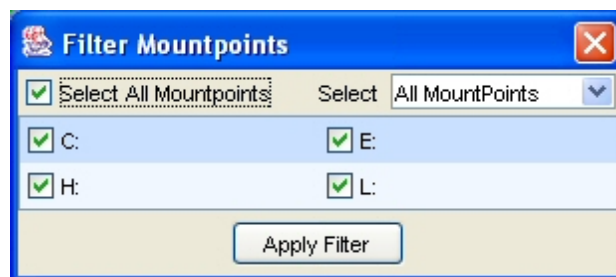 Filter Mountpoints
Select All Mountpoints Select All MountPoints
C: E:
H: L:
Apply Filter